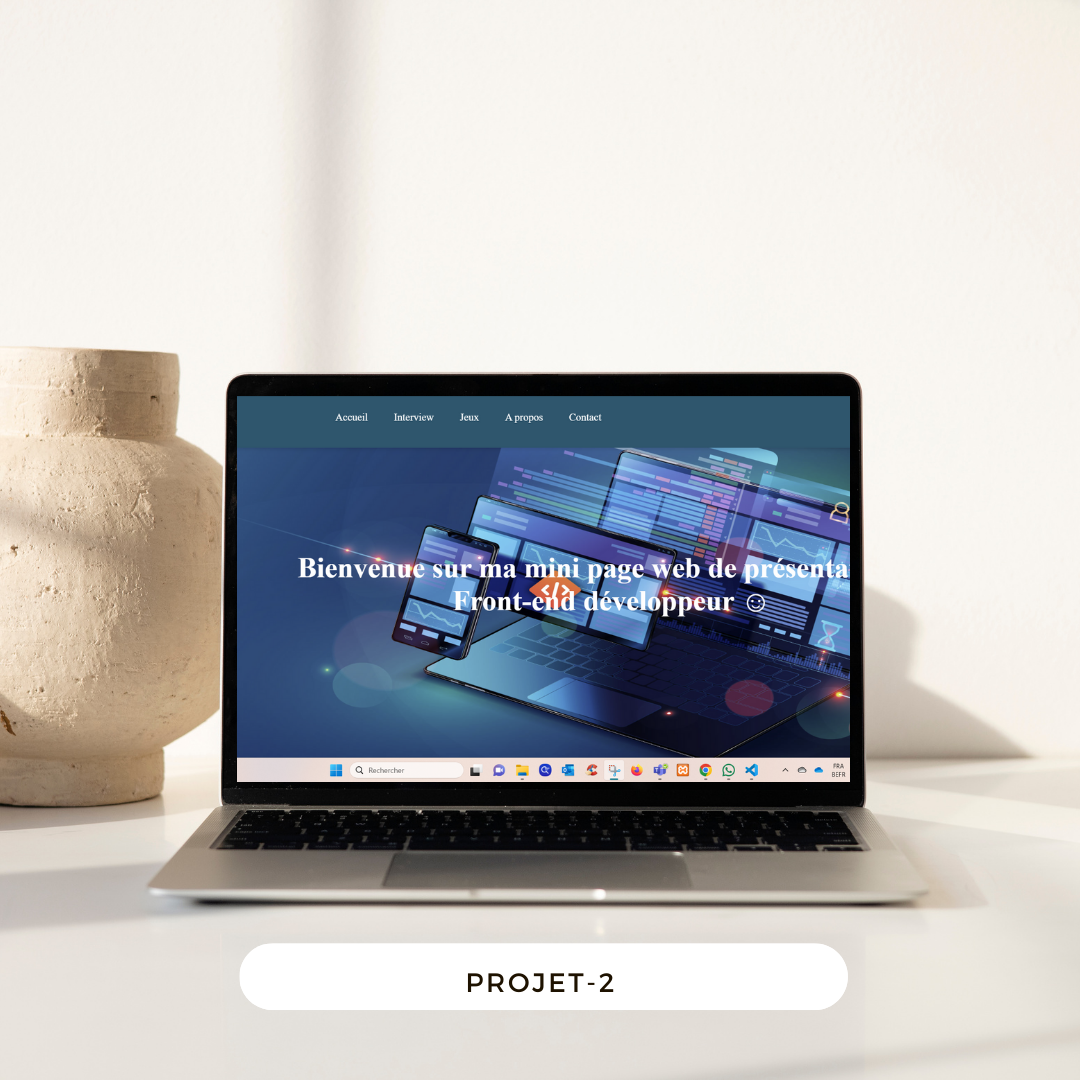 Accueil Interview Jeux A propos Contact
Bienvenue sur ma mini page web de présenta
Front-end développeur ☺
Rechercher
FRA
BEFR
PROJET-2